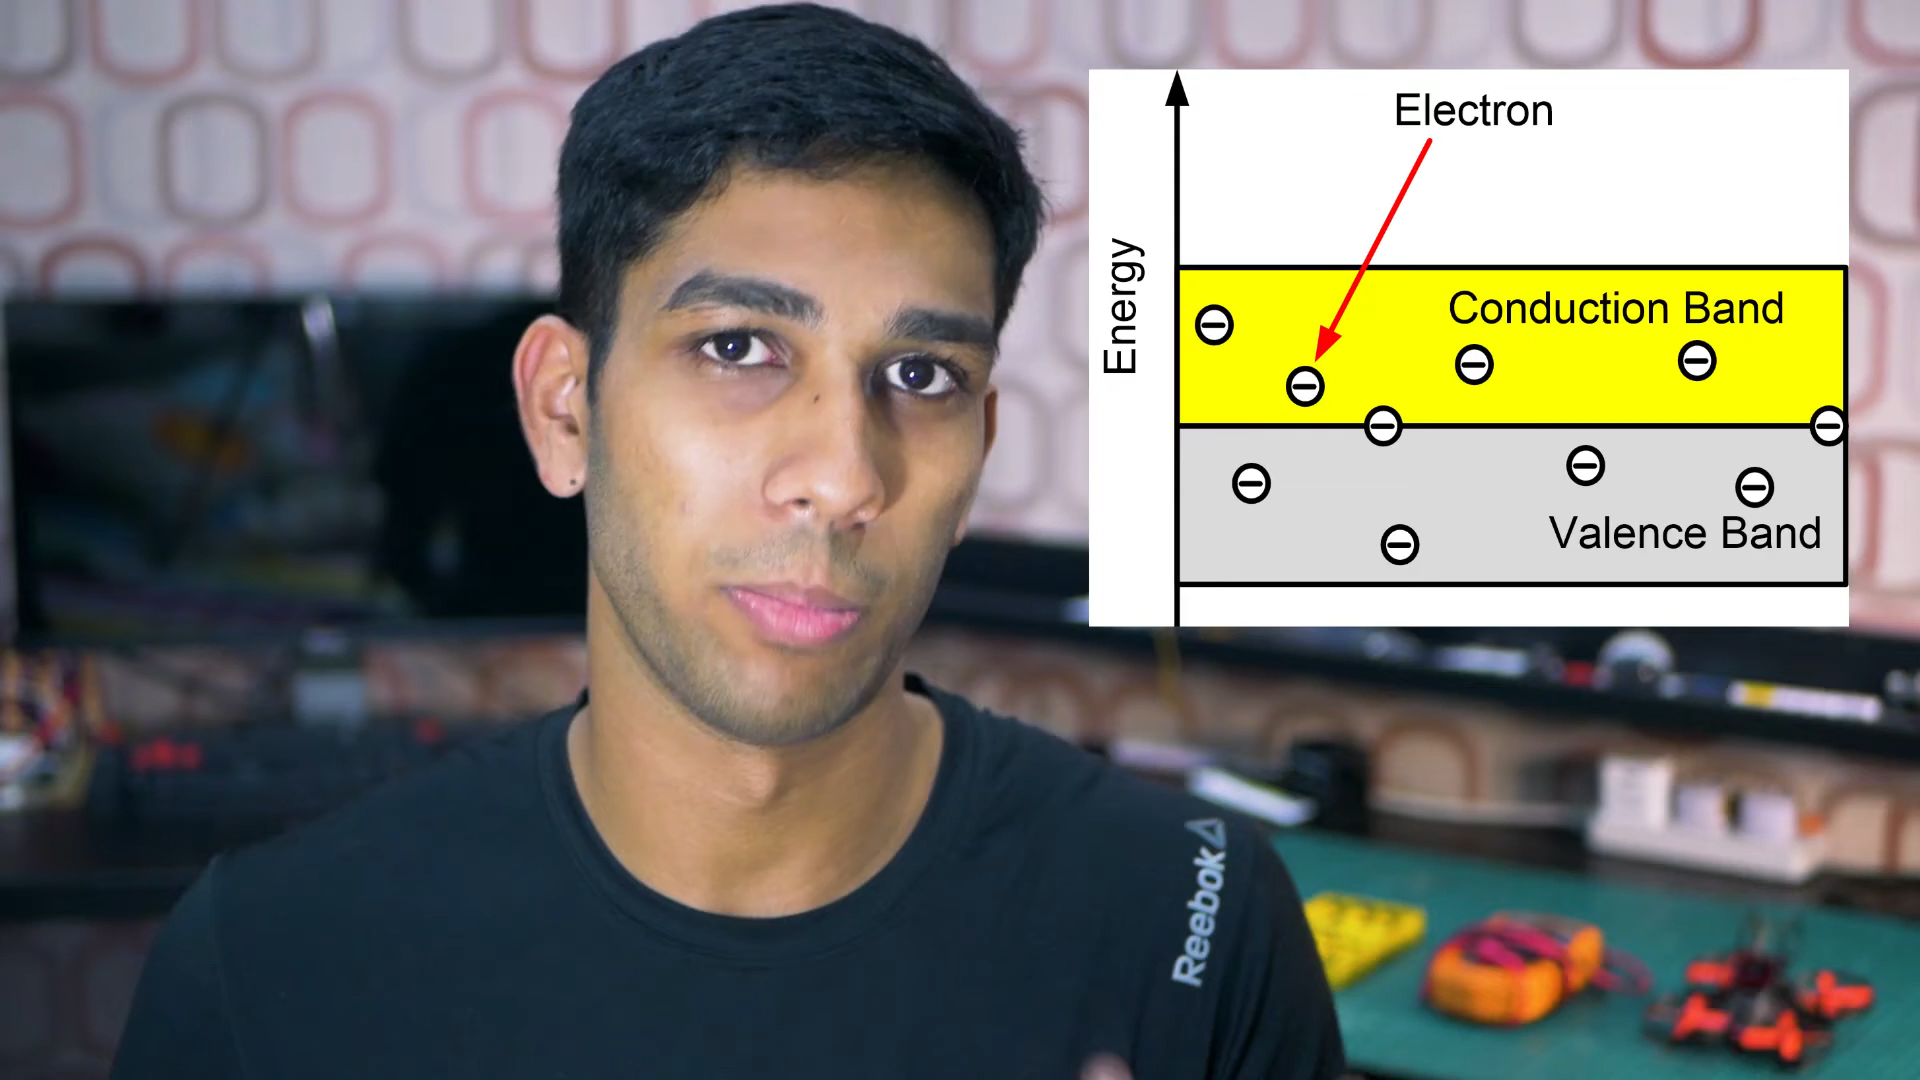 Electron
Energy
Conduction Band
Valence Band
Reebok